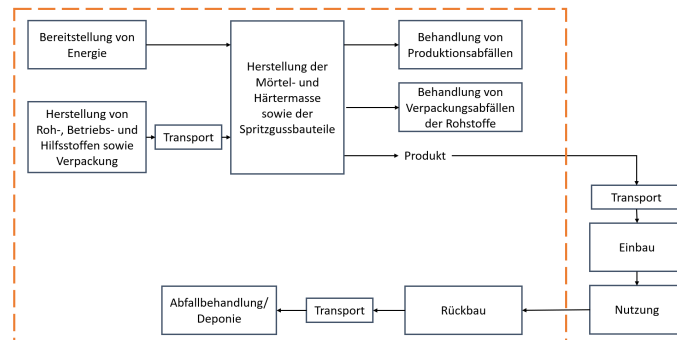 Bereitstellung von
Energie
Herstellung der
Mörtel- und
Härtermasse
sowie der
Spritzgussbauteile
Behandlung von
Produktionsabfällen
Herstellung von
Roh-, Betriebs- und
Hilfsstoffen sowie
Verpackung
Transport
Behandlung von
Verpackungsabfällen
der Rohstoffe
Produkt
Transport
Einbau
Nutzung
Rückbau
Transport
Abfallbehandlung/
Deponie